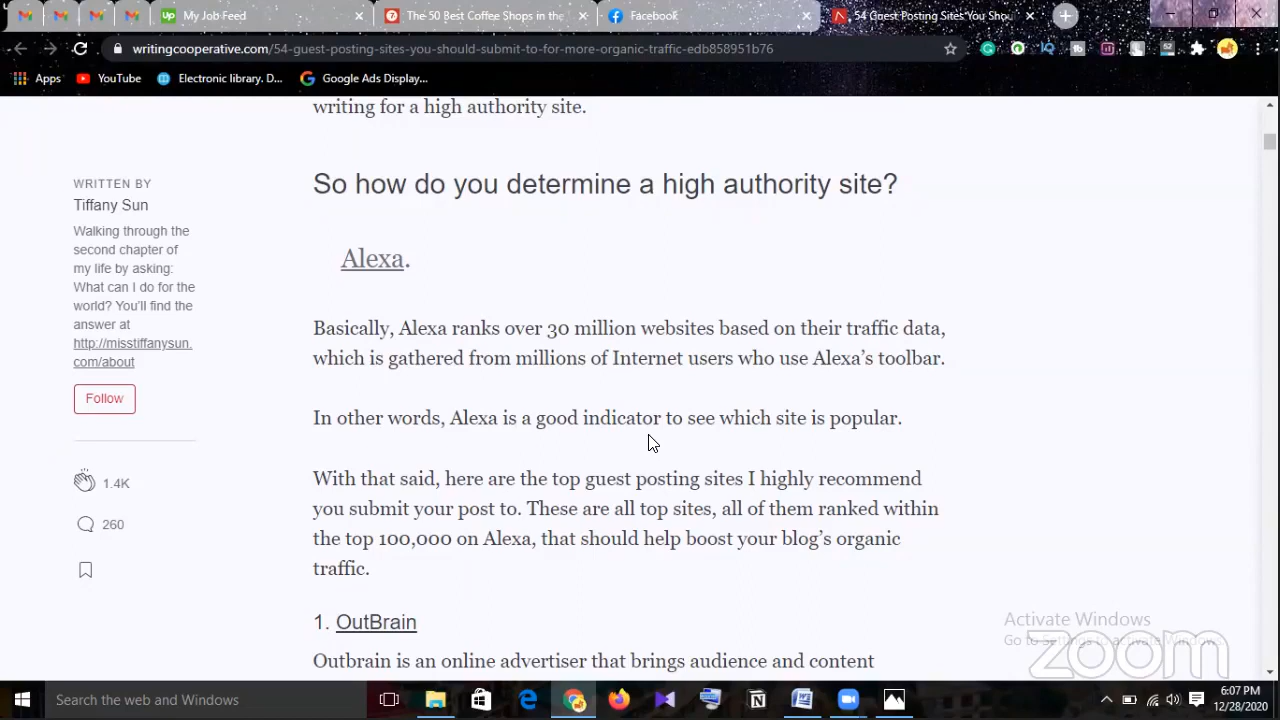 My Job Feed
The 50 Best Coffee Shops in the
Facebook
54 Guest Posting Sites You Shou
writingcooperative.com/54-guest-posting-sites-you-should-submit-to-for-more-organic-traffic-edb858951b76
Apps
YouTube
Electronic library. D...
Google Ads Display...
writing for a high authority site.
WRITTEN BY
Tiffany Sun
Walking through the
second chapter of
my life by asking:
What can I do for the
world? You'll find the
answer at
http://misstiffanysun.
com/about
Follow
1.4K
260
So how do you determine a high authority site?
Alexa.
Basically, Alexa ranks over 30 million websites based on their traffic data,
which is gathered from millions of Internet users who use Alexa's toolbar.
In other words, Alexa is a good indicator to see which site is popular.
With that said, here are the top guest posting sites I highly recommend
you submit your post to. These are all top sites, all of them ranked within
the top 100,000 on Alexa, that should help boost your blog's organic
traffic.
1. OutBrain
Outbrain is an online advertiser that brings audience and content
Activate Windows
Go to Settings to activate Windows.
zoom
Search the web and Windows
6:07 PM
12/28/2020